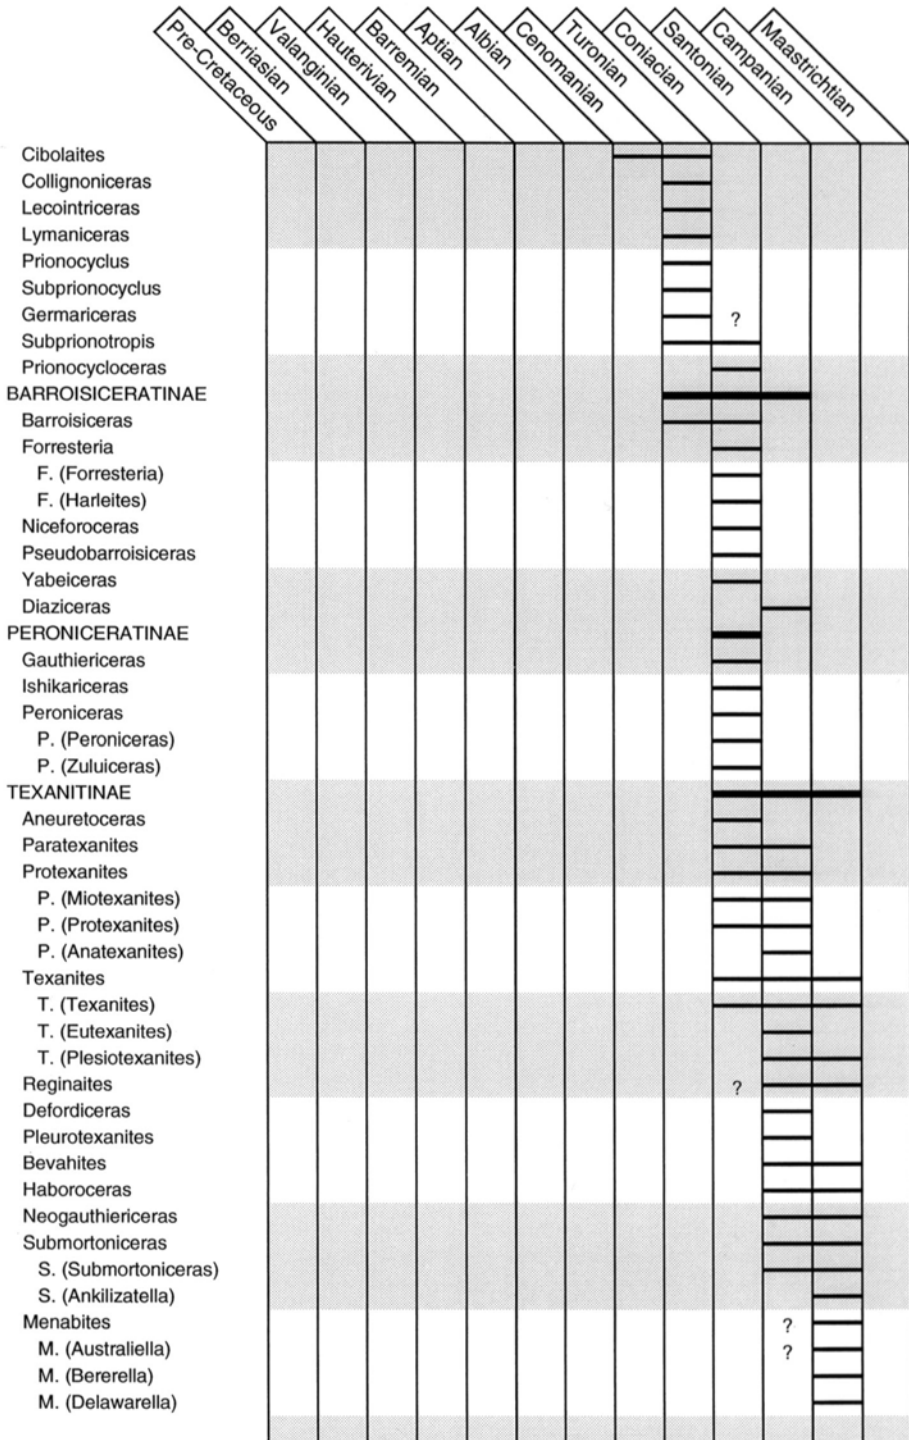 Pre-Cretaceous
Berriasian
Valanginian
Hauterivian
Barremian
Aptian
Albian
Cenomanian
Turonian
Coniacian
Santonian
Campanian
Maastrichtian
Cibolaites
Collignoniceras
Lecointriceras
Lymaniceras
Prionocyclus
Subprionocyclus
Germariceras ?
Subprionotropis
Prionocycloceras
BARROISICERATINAE
Barroisiceras
Forresteria
F. (Forresteria)
F. (Harleites)
Niceforoceras
Pseudobarroisiceras
Yabeiceras
Diaziceras
PERONICERATINAE
Gauthiericeras
Ishikariceras
Peroniceras
P. (Peroniceras)
P. (Zuluiceras)
TEXANITINAE
Aneuretoceras
Paratexanites
Protexanites
P. (Miotexanites)
P. (Protexanites)
P. (Anatexanites)
Texanites
T. (Texanites)
T. (Eutexanites)
T. (Plesiotexanites)
Reginaites ?
Defordiceras
Pleurotexanites
Bevahites
Haboroceras
Neogauthiericeras
Submortoniceras
S. (Submortoniceras)
S. (Ankilizatella)
Menabites ?
M. (Australiella) ?
M. (Bererella)
M. (Delawarella)